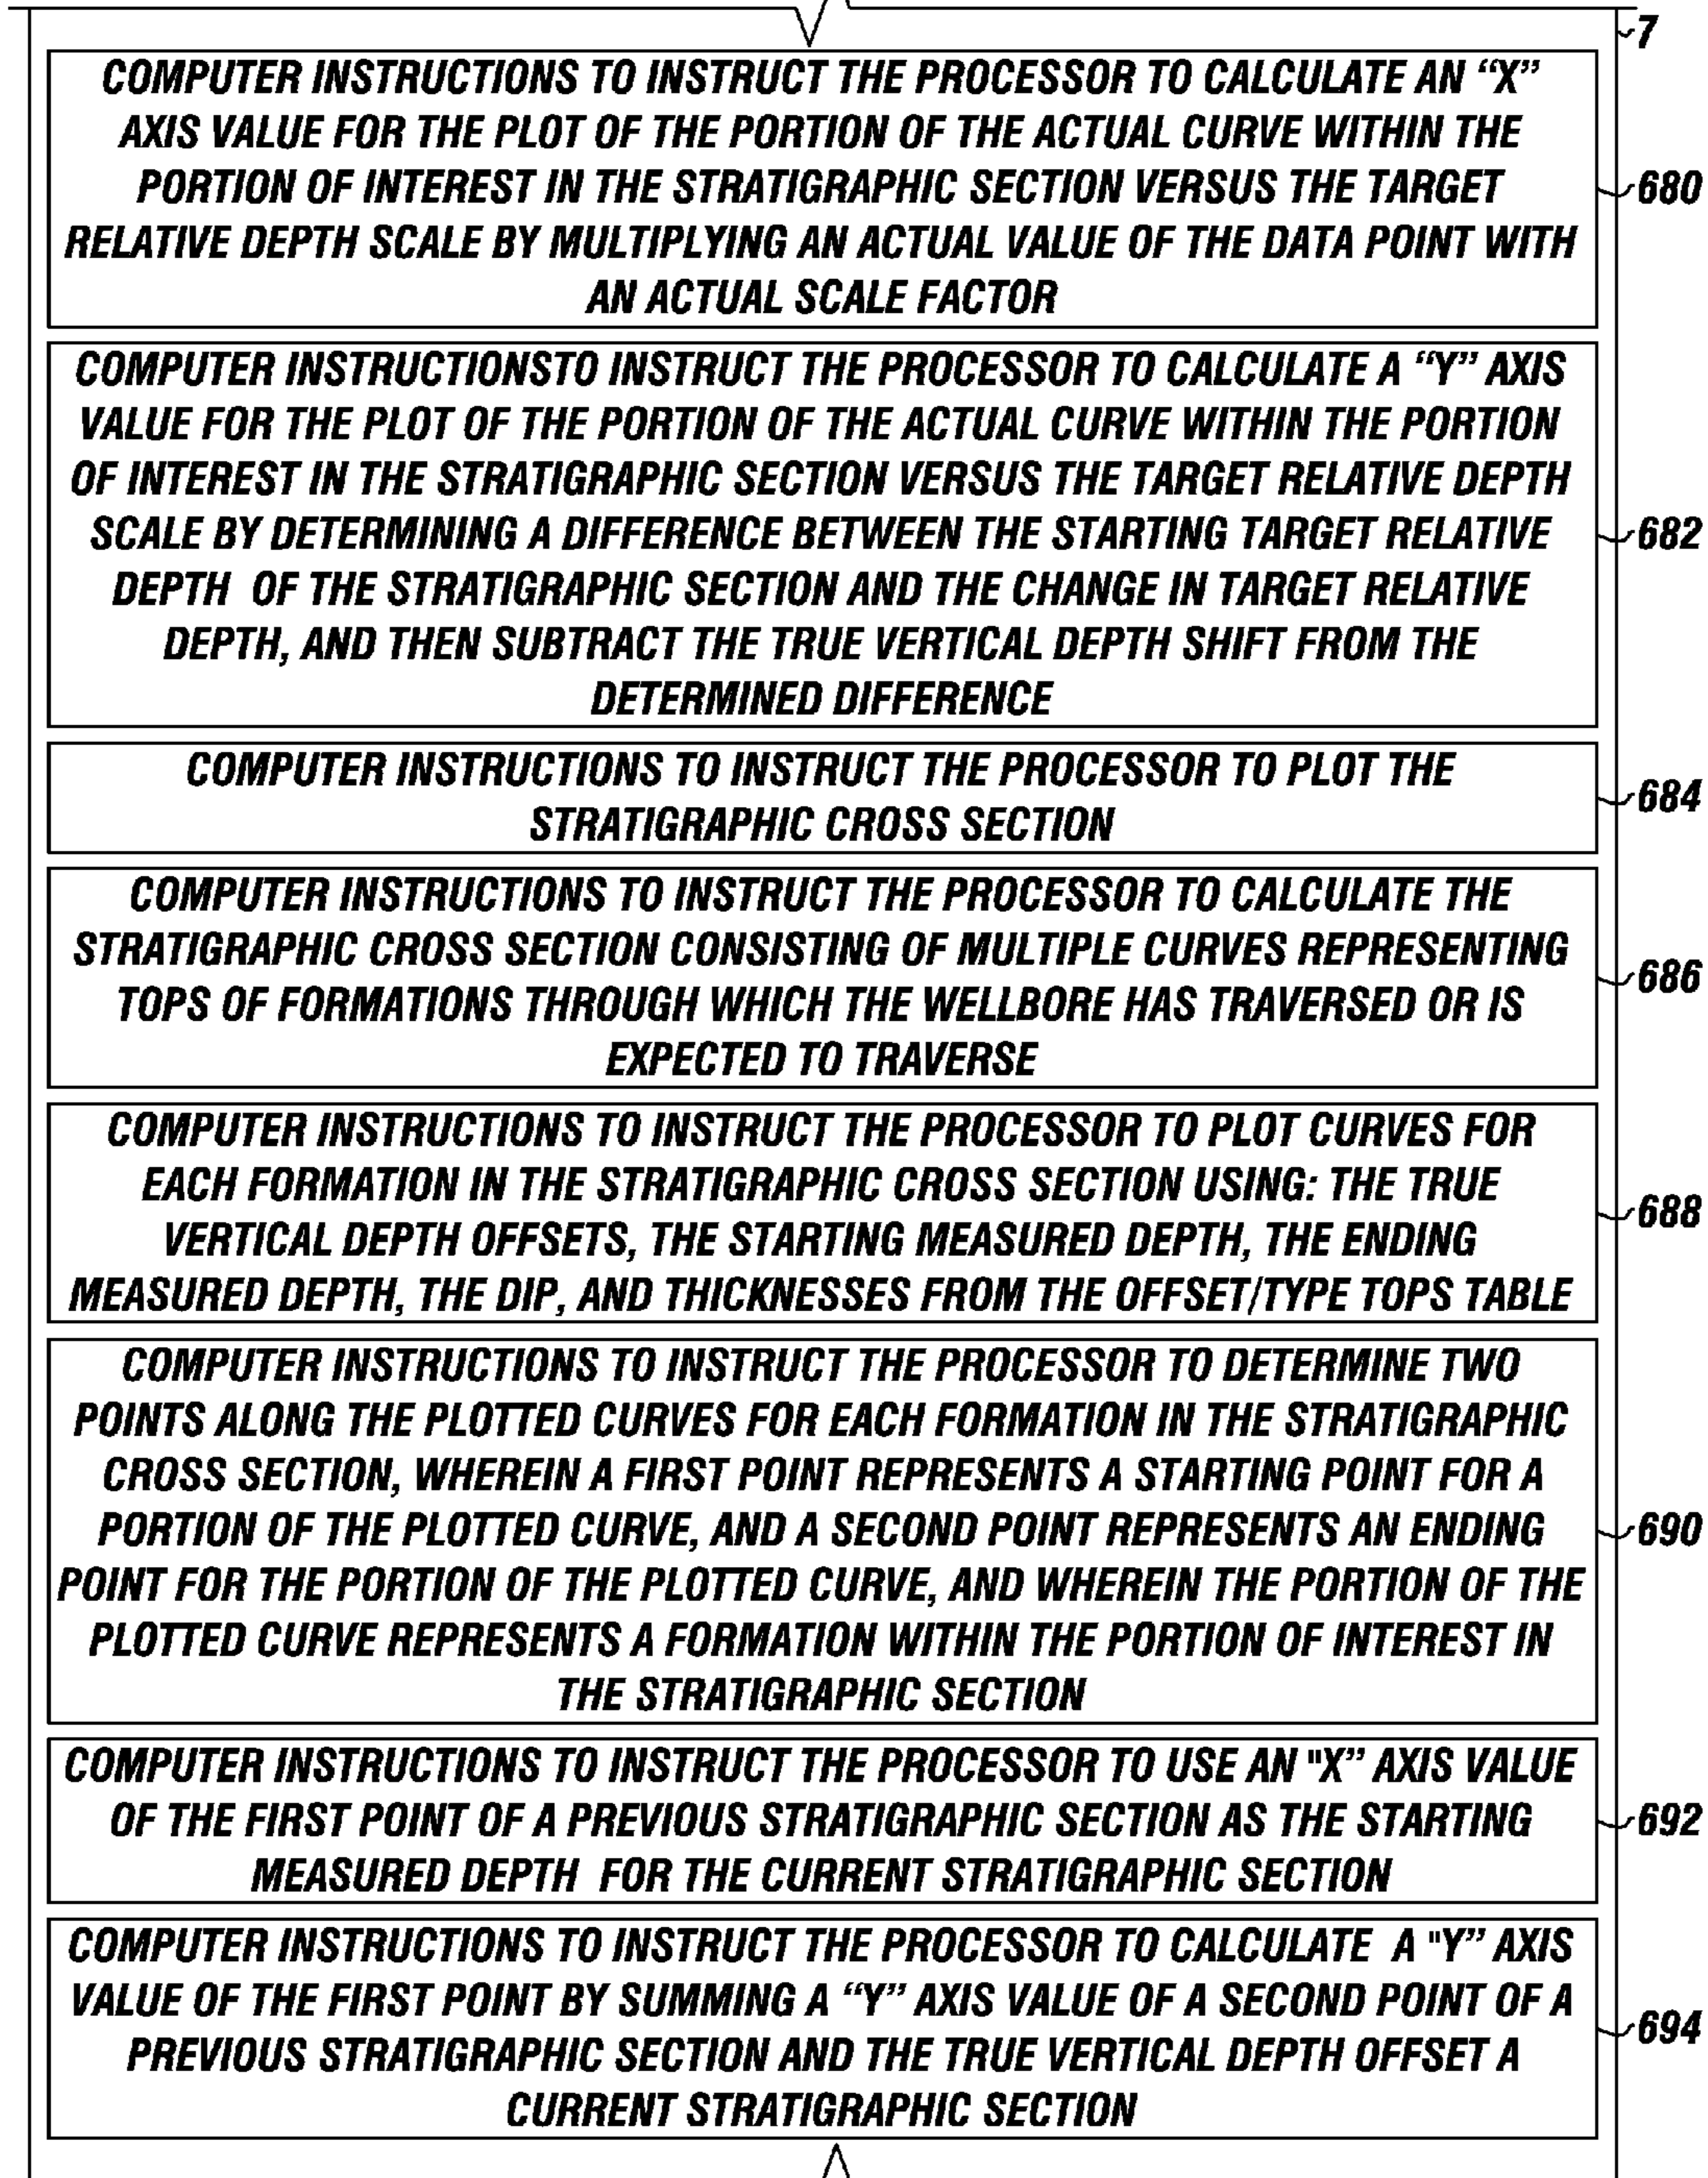 7
COMPUTER INSTRUCTIONS TO INSTRUCT THE PROCESSOR TO CALCULATE AN “X”
AXIS VALUE FOR THE PLOT OF THE PORTION OF THE ACTUAL CURVE WITHIN THE
PORTION OF INTEREST IN THE STRATIGRAPHIC SECTION VERSUS THE TARGET
RELATIVE DEPTH SCALE BY MULTIPLYING AN ACTUAL VALUE OF THE DATA POINT WITH
AN ACTUAL SCALE FACTOR
680
COMPUTER INSTRUCTIONSTO INSTRUCT THE PROCESSOR TO CALCULATE A “Y” AXIS
VALUE FOR THE PLOT OF THE PORTION OF THE ACTUAL CURVE WITHIN THE PORTION
OF INTEREST IN THE STRATIGRAPHIC SECTION VERSUS THE TARGET RELATIVE DEPTH
SCALE BY DETERMINING A DIFFERENCE BETWEEN THE STARTING TARGET RELATIVE
DEPTH OF THE STRATIGRAPHIC SECTION AND THE CHANGE IN TARGET RELATIVE
DEPTH, AND THEN SUBTRACT THE TRUE VERTICAL DEPTH SHIFT FROM THE
DETERMINED DIFFERENCE
682
COMPUTER INSTRUCTIONS TO INSTRUCT THE PROCESSOR TO PLOT THE
STRATIGRAPHIC CROSS SECTION
684
COMPUTER INSTRUCTIONS TO INSTRUCT THE PROCESSOR TO CALCULATE THE
STRATIGRAPHIC CROSS SECTION CONSISTING OF MULTIPLE CURVES REPRESENTING
TOPS OF FORMATIONS THROUGH WHICH THE WELLBORE HAS TRAVERSED OR IS
EXPECTED TO TRAVERSE
686
COMPUTER INSTRUCTIONS TO INSTRUCT THE PROCESSOR TO PLOT CURVES FOR
EACH FORMATION IN THE STRATIGRAPHIC CROSS SECTION USING: THE TRUE
VERTICAL DEPTH OFFSETS, THE STARTING MEASURED DEPTH, THE ENDING
MEASURED DEPTH, THE DIP, AND THICKNESSES FROM THE OFFSET/TYPE TOPS TABLE
688
COMPUTER INSTRUCTIONS TO INSTRUCT THE PROCESSOR TO DETERMINE TWO
POINTS ALONG THE PLOTTED CURVES FOR EACH FORMATION IN THE STRATIGRAPHIC
CROSS SECTION, WHEREIN A FIRST POINT REPRESENTS A STARTING POINT FOR A
PORTION OF THE PLOTTED CURVE, AND A SECOND POINT REPRESENTS AN ENDING
POINT FOR THE PORTION OF THE PLOTTED CURVE, AND WHEREIN THE PORTION OF THE
PLOTTED CURVE REPRESENTS A FORMATION WITHIN THE PORTION OF INTEREST IN
THE STRATIGRAPHIC SECTION
690
COMPUTER INSTRUCTIONS TO INSTRUCT THE PROCESSOR TO USE AN "X” AXIS VALUE
OF THE FIRST POINT OF A PREVIOUS STRATIGRAPHIC SECTION AS THE STARTING
MEASURED DEPTH FOR THE CURRENT STRATIGRAPHIC SECTION
692
COMPUTER INSTRUCTIONS TO INSTRUCT THE PROCESSOR TO CALCULATE A "Y” AXIS
VALUE OF THE FIRST POINT BY SUMMING A “Y” AXIS VALUE OF A SECOND POINT OF A
PREVIOUS STRATIGRAPHIC SECTION AND THE TRUE VERTICAL DEPTH OFFSET A
CURRENT STRATIGRAPHIC SECTION
694